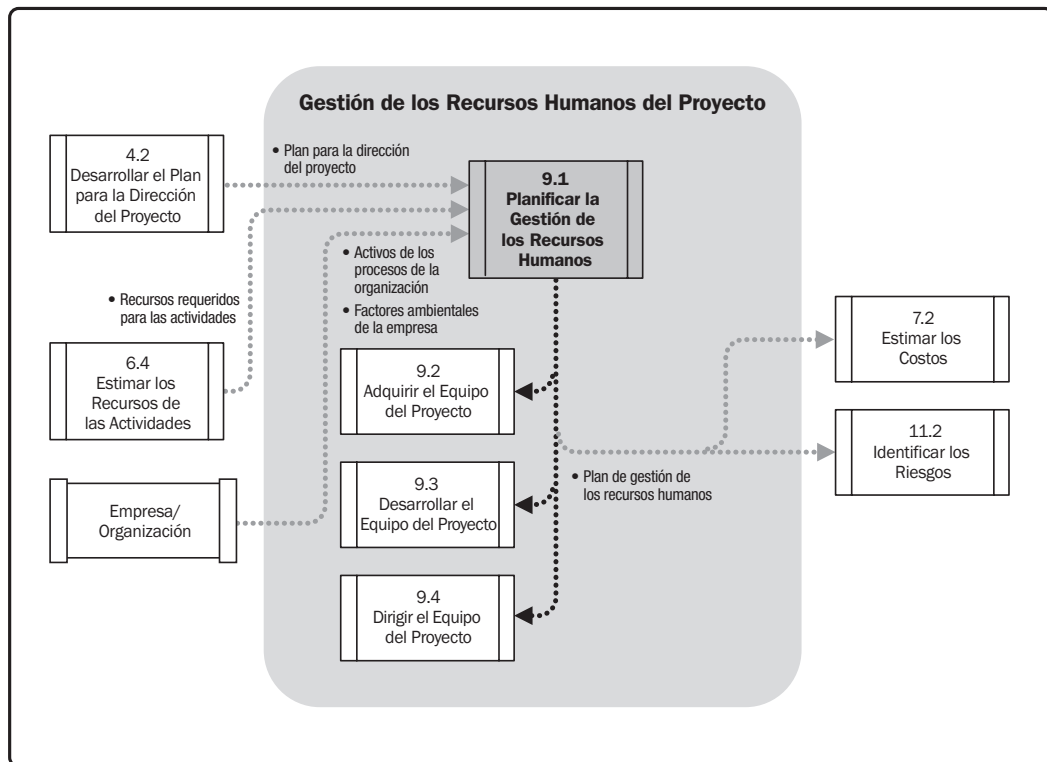 Gestión de los Recursos Humanos del Proyecto
4.2
Desarrollar el Plan
para la Dirección
del Proyecto
• Plan para la dirección
del proyecto
9.1
Planificar la
Gestión de
los Recursos
Humanos
• Activos de los
procesos de la
organización
• Factores ambientales
de la empresa
• Recursos requeridos
para las actividades
6.4
Estimar los
Recursos de
las Actividades
9.2
Adquirir el Equipo
del Proyecto
7.2
Estimar los
Costos
11.2
Identificar los
Riesgos
• Plan de gestión de
los recursos humanos
Empresa/
Organización
9.3
Desarrollar el
Equipo del Proyecto
9.4
Dirigir el Equipo
del Proyecto